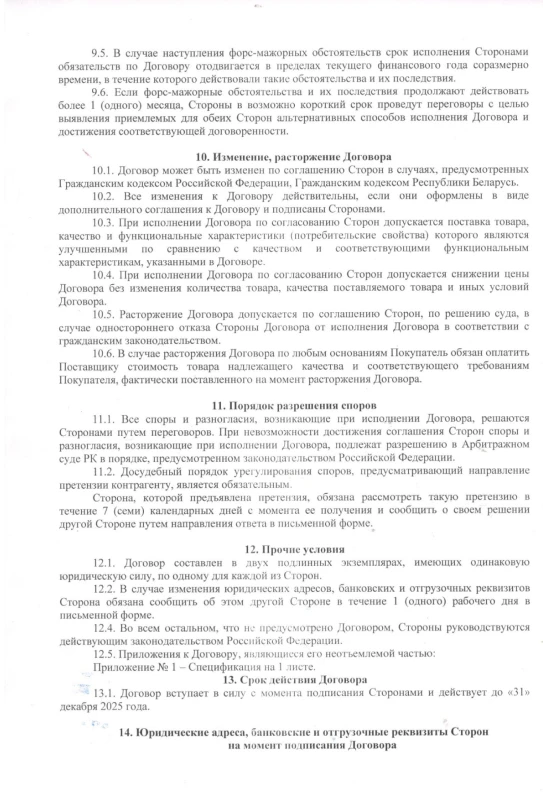 9.5. В случае наступления форс-мажорных обстоятельств срок исполнения Сторонами
обязательств по Договору отодвигается в пределах текущего финансового года соразмерно
времени, в течение которого действовали такие обстоятельства и их последствия.
9.6. Если форс-мажорные обстоятельства и их последствия продолжают действовать
более 1 (одного) месяца, Стороны в возможно короткий срок проведут переговоры с целью
выявления приемлемых для обеих Сторон альтернативных способов исполнения Договора и
достижения соответствующей договоренности.
10. Изменение, расторжение Договора
10.1. Договор может быть изменен по соглашению Сторон в случаях, предусмотренных
Гражданским кодексом Российской Федерации, Гражданским кодексом Республики Беларусь.
10.2. Все изменения к Договору действительны, если они оформлены в виде
дополнительного соглашения к Договору и подписаны Сторонами.
10.3. При исполнении Договора по согласованию Сторон допускается поставка товара,
качество и функциональные характеристики (потребительские свойства) которого являются
улучшенными по сравнению с качеством и соответствующими функциональным
характеристикам, указанными в Договоре.
10.4. При исполнении Договора по согласованию Сторон допускается снижении цены
Договора без изменения количества товара, качества поставляемого товара и иных условий
Договора.
10.5. Расторжение Договора допускается по соглашению Сторон, по решению суда, в
случае одностороннего отказа Стороны Договора от исполнения Договора в соответствии с
гражданским законодательством.
10.6. В случае расторжения Договора по любым основаниям Покупатель обязан оплатить
Поставщику стоимость товара надлежащего качества и соответствующего требованиям
Покупателя, фактически поставленного на момент расторжения Договора.
11. Порядок разрешения споров
11.1. Все споры и разногласия, возникающие при исполнении Договора, решаются
Сторонами путем переговоров. При невозможности достижения соглашения Сторон споры и
разногласия, возникающие при исполнении Договора, подлежат разрешению в Арбитражном
суде РК в порядке, предусмотренном законодательством Российской Федерации.
11.2. Досудебный порядок урегулирования споров, предусматривающий направление
претензии контрагенту, является обязательным.
Сторона, которой предъявлена претензия, обязана рассмотреть такую претензию в
течение 7 (семи) календарных дней с момента ее получения и сообщить о своем решении
другой Стороне путем направления ответа в письменной форме.
12. Прочие условия
12.1. Договор составлен в двух подлинных экземплярах, имеющих одинаковую
юридическую силу, по одному для каждой из Сторон.
12.2. В случае изменения юридических адресов, банковских и отгрузочных реквизитов
Сторона обязана сообщить об этом другой Стороне в течение 1 (одного) рабочего дня в
письменной форме.
12.4. Во всем остальном, что не предусмотрено Договором, Стороны руководствуются
действующим законодательством Российской Федерации.
12.5. Приложения к Договору, являющиеся его неотъемлемой частью:
Приложение № 1 – Спецификация на 1 листе.
13. Срок действия Договора
13.1. Договор вступает в силу с момента подписания Сторонами и действует до «31»
декабря 2025 года.
14. Юридические адреса, банковские и отгрузочные реквизиты Сторон
на момент подписания Договора